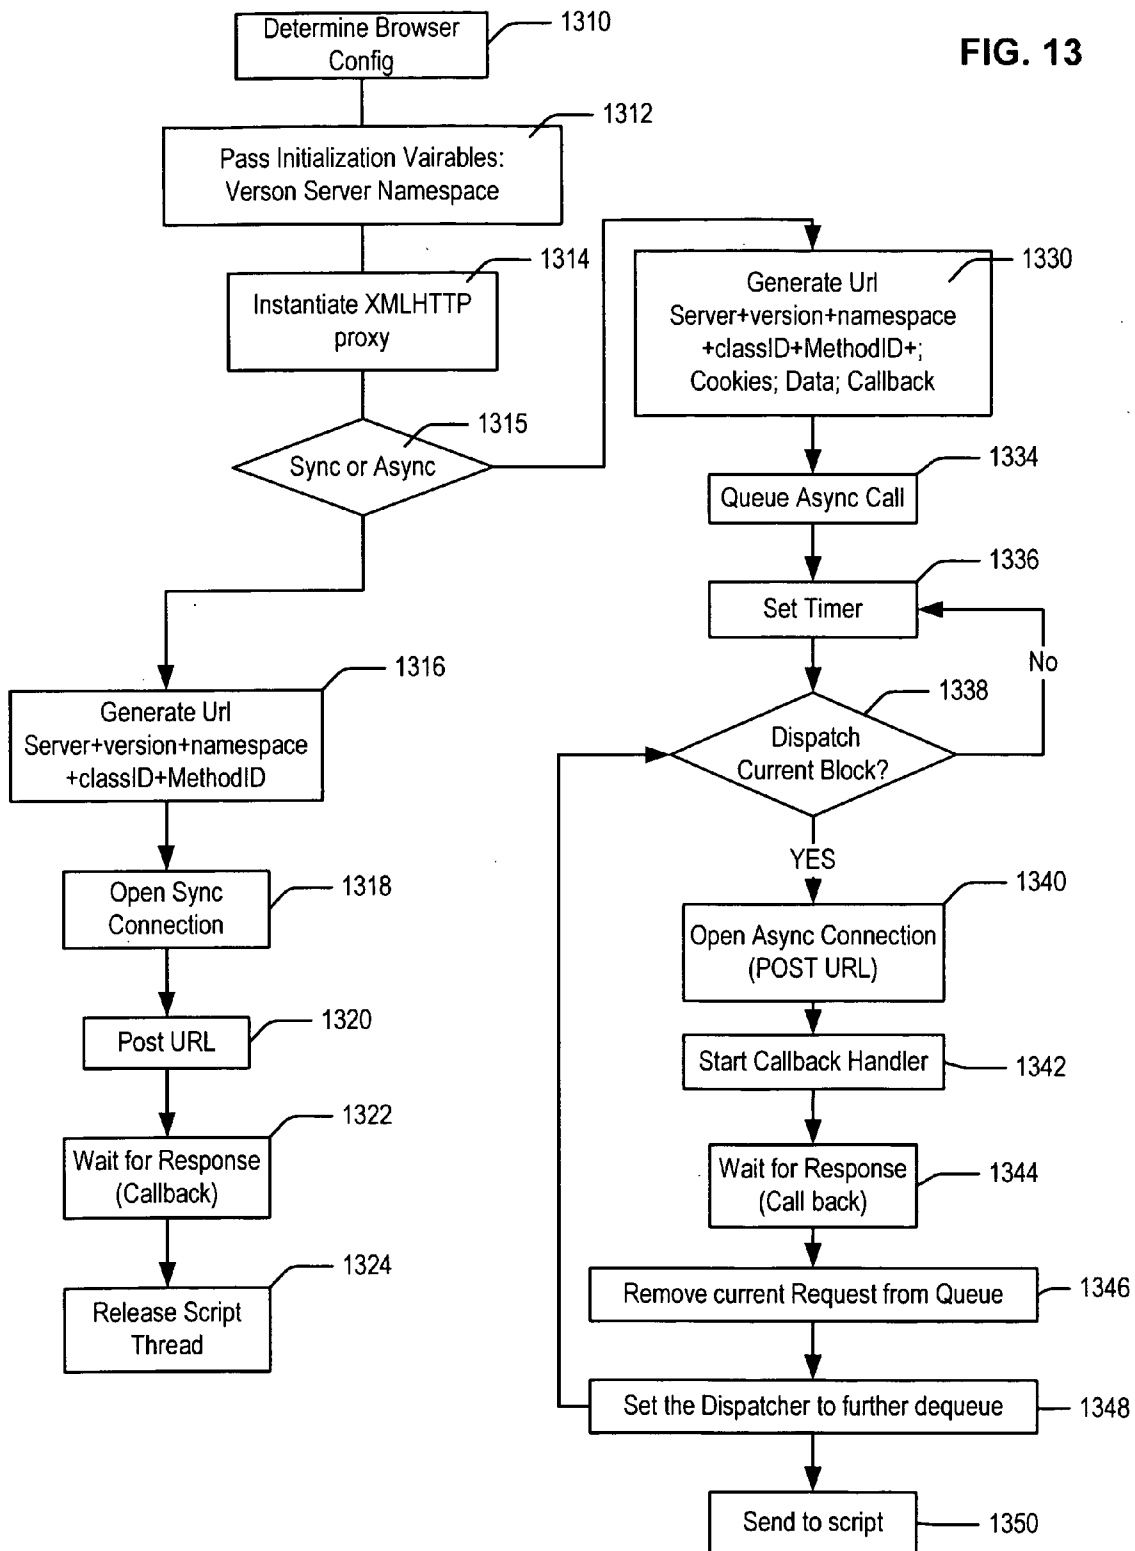 FIG. 13
Determine Browser
Config
1310
1312
Pass Initialization Vairables:
Verson Server Namespace
1314
Instantiate XMLHTTP
proxy
1315
Sync or Async
1316
Generate Url
Server+version+namespace
+classID+MethodID
Open Sync
Connection
1318
Post URL
1320
1322
Wait for Response
(Callback)
1324
Release Script
Thread
1330
Generate Url
Server+version+namespace
+classID+MethodID+;
Cookies; Data; Callback
1334
Queue Async Call
1336
Set Timer
No
1338
Dispatch
Current Block?
YES
1340
Open Async Connection
(POST URL)
Start Callback Handler
1342
Wait for Response
(Call back)
1344
Remove current Request from Queue
1346
Set the Dispatcher to further dequeue
1348
Send to script
1350